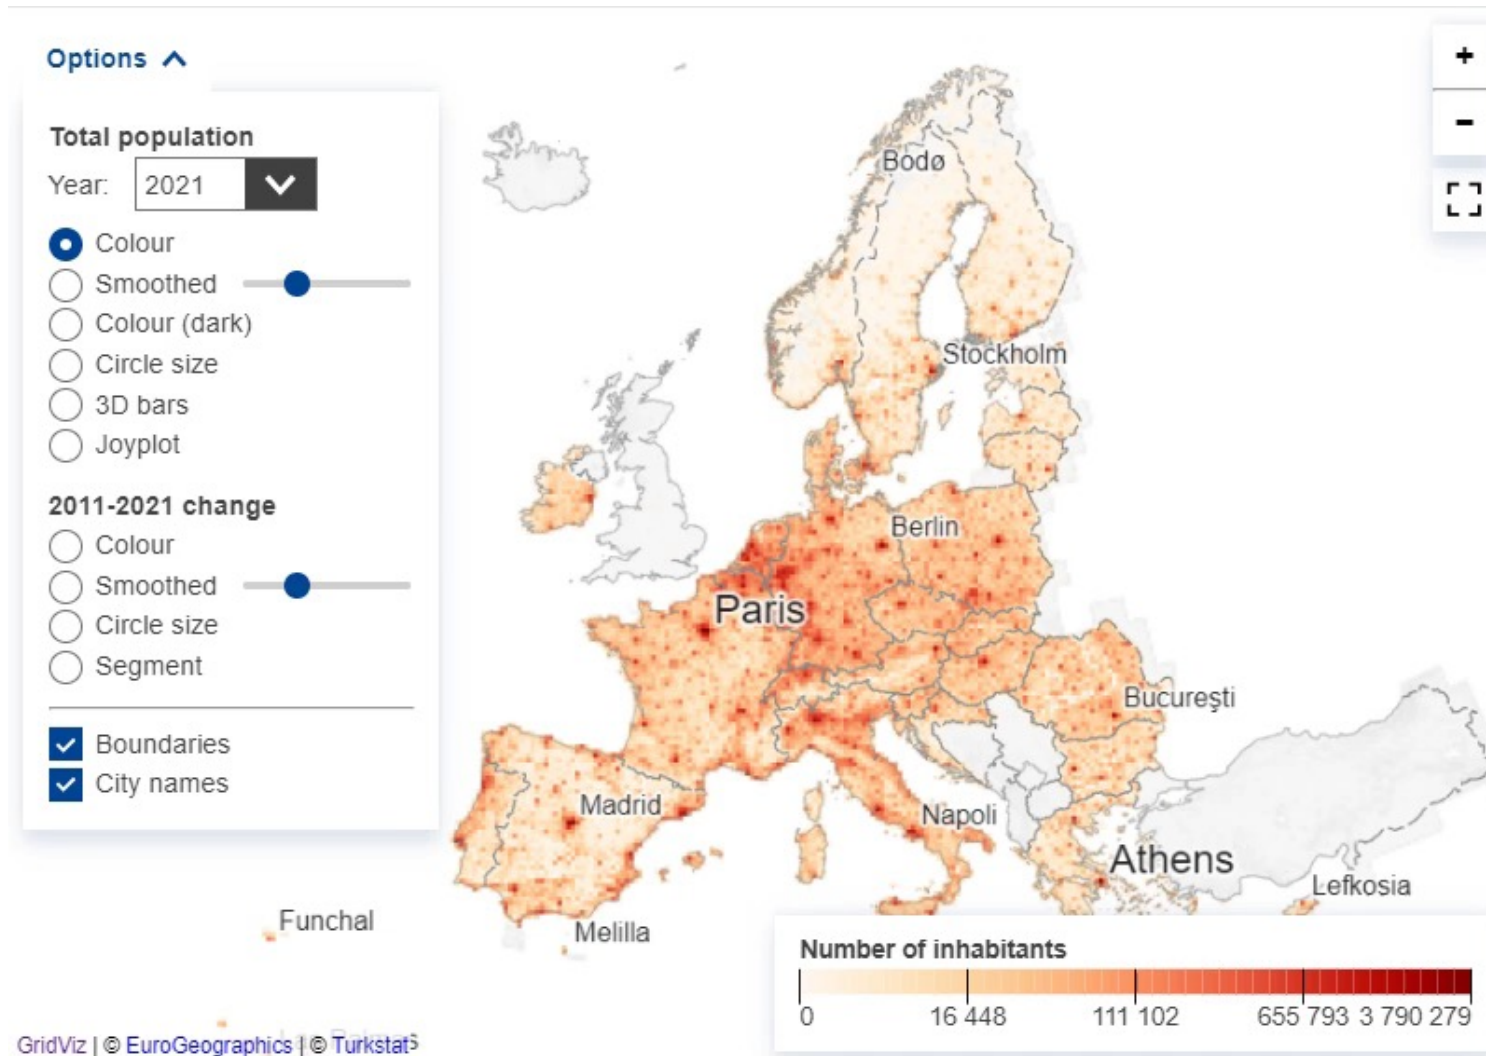 Options
Total population
Year: 2021
Colour
Smoothed
Colour (dark)
Circle size
3D bars
Joyplot
2011-2021 change
Colour
Smoothed
Circle size
Segment
Boundaries
City names
+
-
Bodø
Stockholm
Berlin
Paris
Bucureşti
Madrid
Napoli
Athens
Lefkosia
Funchal
Melilla
Number of inhabitants
0 16 448 111 102 655 793 3 790 279
GridViz | © EuroGeographics | © Turkstat